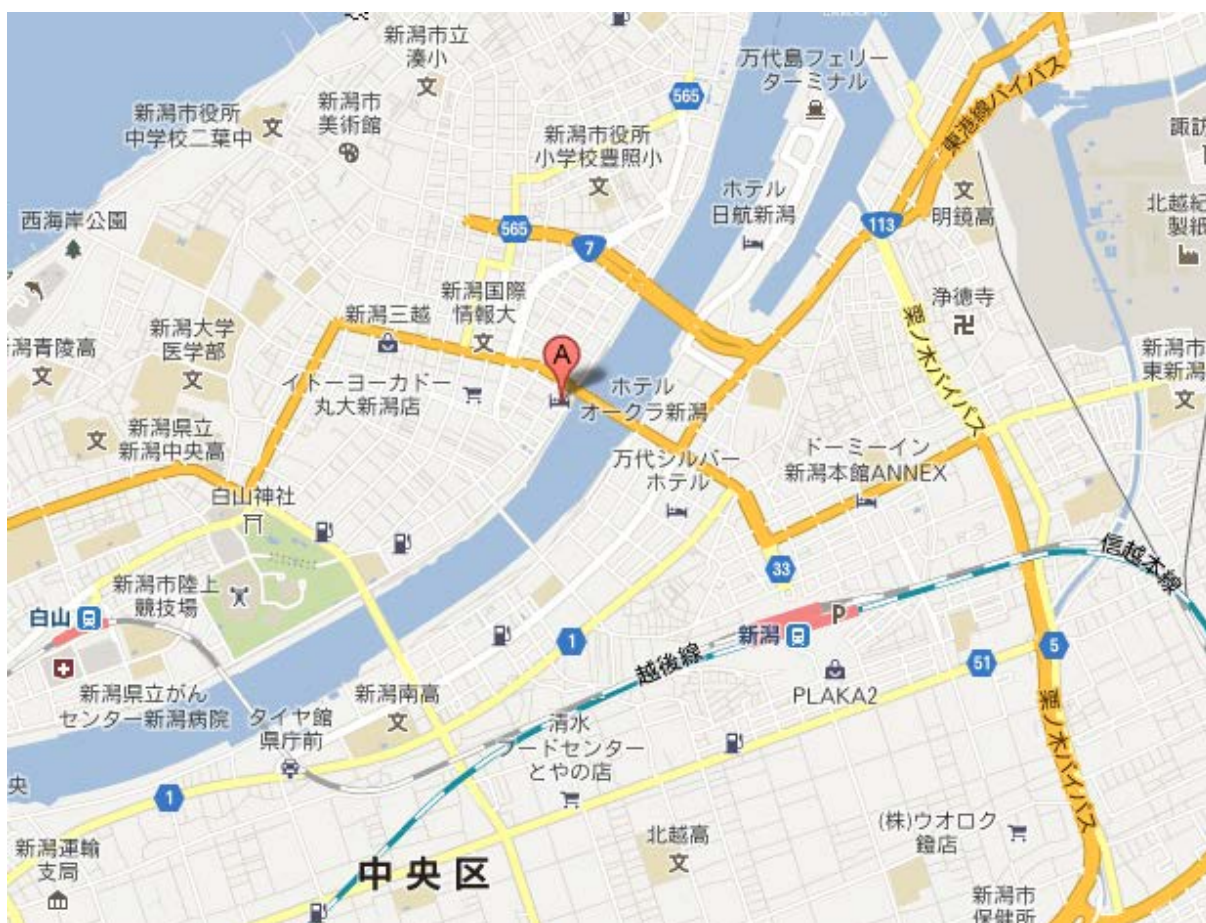 新潟市立
湊小
万代島フェリー
ターミナル
565
東港線バイパス
新潟市役所
中学校二葉中
新潟市
美術館
新潟市役所
小学校豊照小
諏訪
ホテル
日航新潟
明鏡高
北越紀
製紙
西海岸公園
565
7
113
新潟国際
情報大
新潟三越
浄徳寺
栗ノ木バイパス
新潟大学
医学部
潟青陵高
新潟市
東新潟
A
イトーヨーカドー
丸大新潟店
ホテル
オークラ新潟
新潟県立
新潟中央高
ドーミーイン
新潟本館ANNEX
万代シルバー
ホテル
白山神社
33
信越本線
新潟市陸上
競技場
白山
P
新潟
1
越後線
51
5
PLAKA2
新潟県立がん
センター新潟病院
新潟南高
タイヤ館
県庁前
清水
フードセンター
とやの店
栗ノ木バイパス
央
1
(株)ウオロク
鐙店
北越高
新潟運輸
支局
中央区
新潟市
保健所